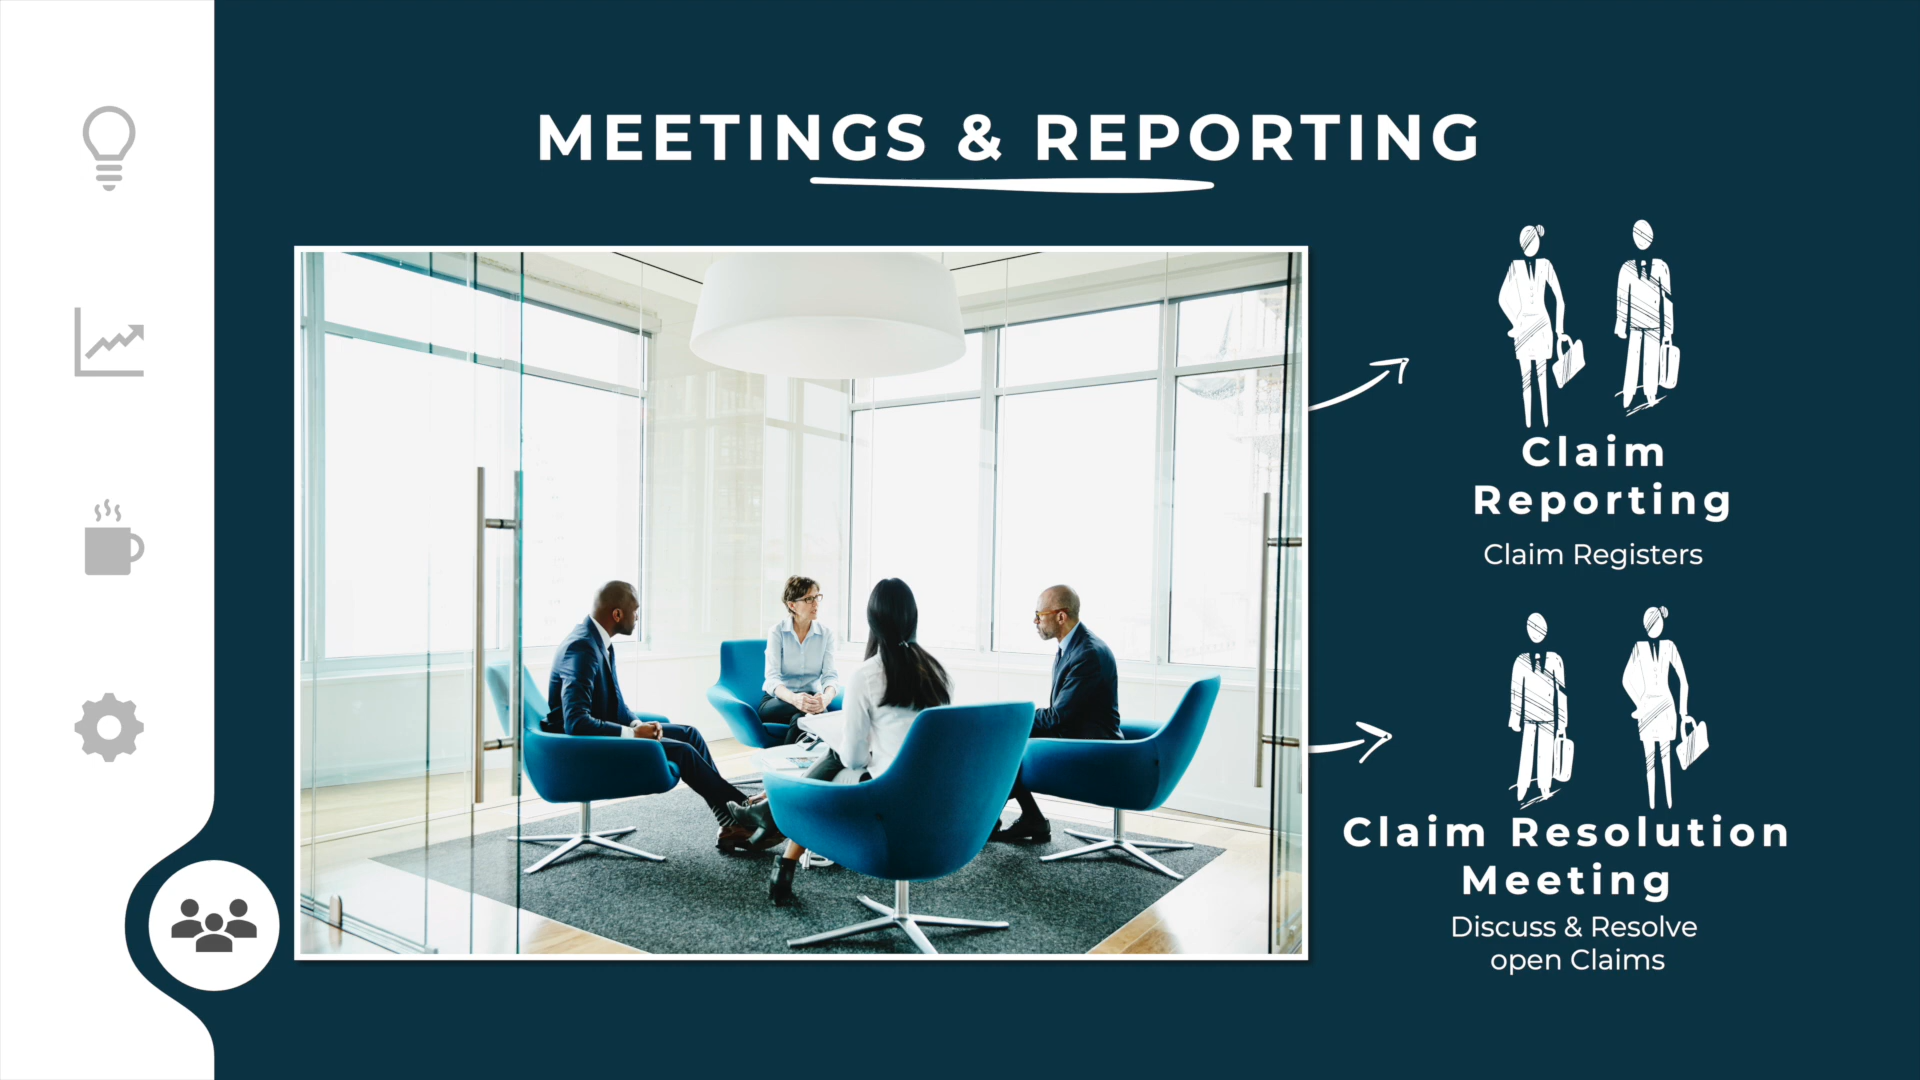 MEETINGS & REPORTING
Claim
Reporting
Claim Registers
Claim Resolution
Meeting
Discuss & Resolve
open Claims